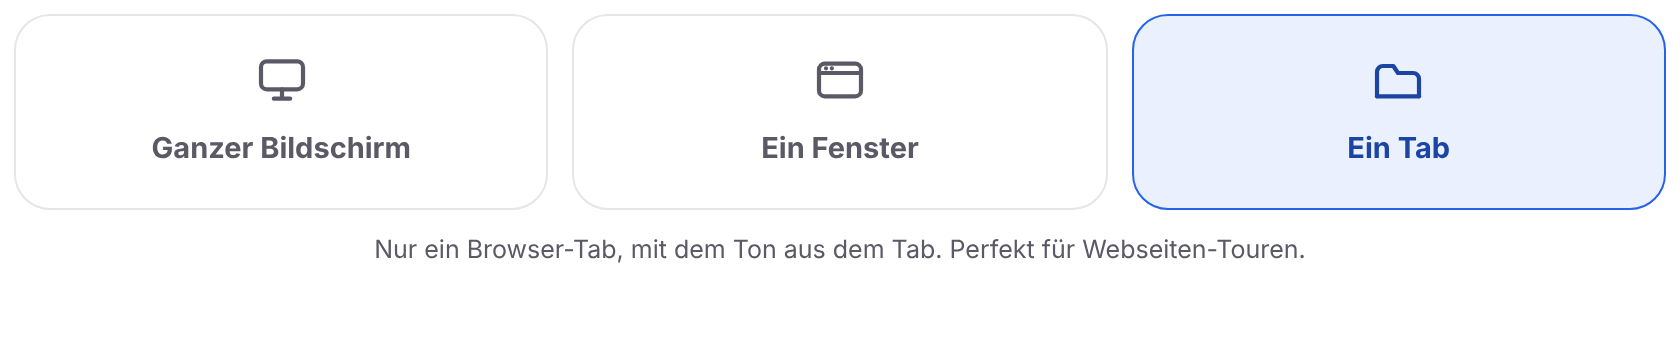 Ganzer Bildschirm
Ein Fenster
Ein Tab
Nur ein Browser-Tab, mit dem Ton aus dem Tab. Perfekt für Webseiten-Touren.